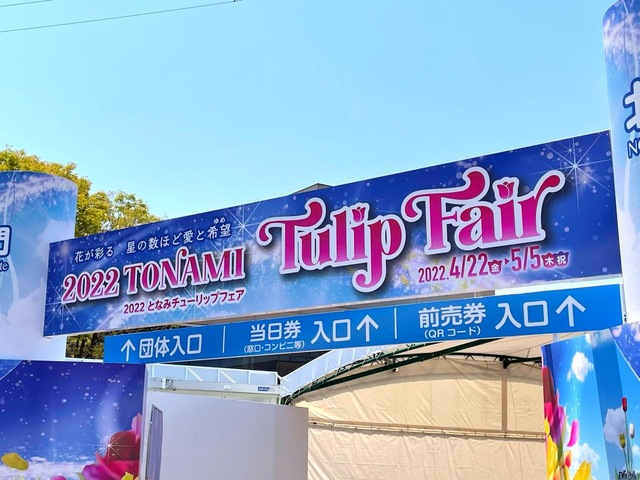 花が彩る 星の数ほど愛と希望
ゆめ
2022 TONAMI
2022 となみチューリップフェア
Tulip Fair
2022.4/22金▶5/5木祝
↑団体入口
当日券 入口↑
(窓口・コンビニ等)
前売券 入口↑
(QRコード)
門